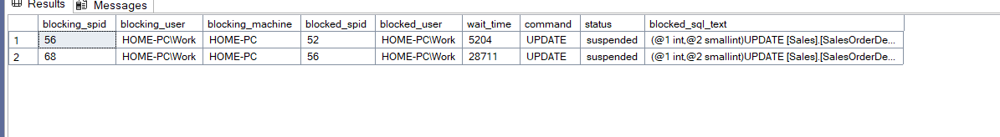 Results Messages
blocking_spid blocking_user blocking_machine blocked_spid blocked_user wait_time command status blocked_sql_text
1 56 HOME-PC\Work HOME-PC 52 HOME-PC\Work 5204 UPDATE suspended (@1 int,@2 smallint)UPDATE [Sales].[SalesOrderDe...
2 68 HOME-PC\Work HOME-PC 56 HOME-PC\Work 28711 UPDATE suspended (@1 int,@2 smallint)UPDATE [Sales].[SalesOrderDe...